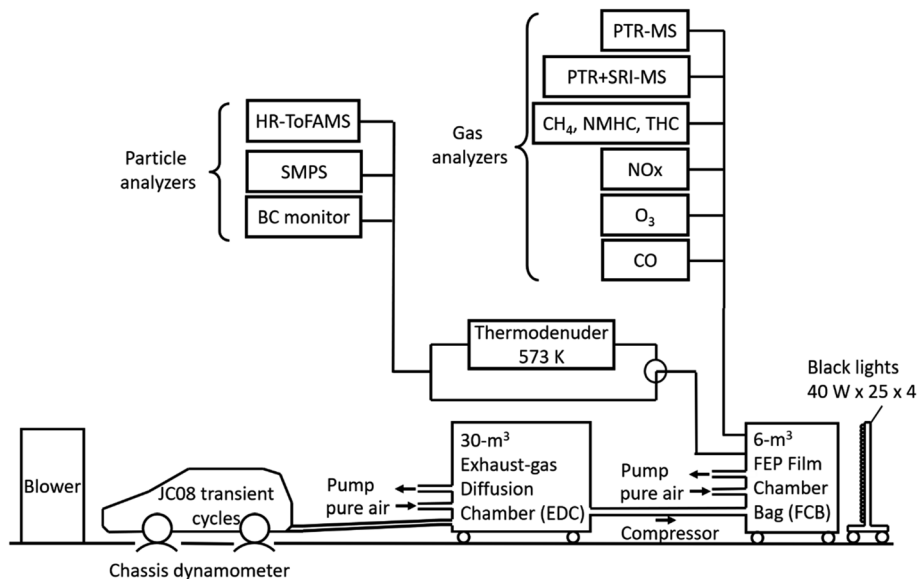 PTR-MS
PTR+SRI-MS
CH₄, NMHC, THC
NOx
O₃
CO
Gas
analyzers
HR-ToFAMS
SMPS
BC monitor
Particle
analyzers
Thermodenuder
573 K
Black lights
40 W x 25 x 4
Blower
JC08 transient
cycles
Chassis dynamometer
Pump
pure air
30-m³
Exhaust-gas
Diffusion
Chamber (EDC)
Compressor
Pump
pure air
6-m³
FEP Film
Chamber
Bag (FCB)